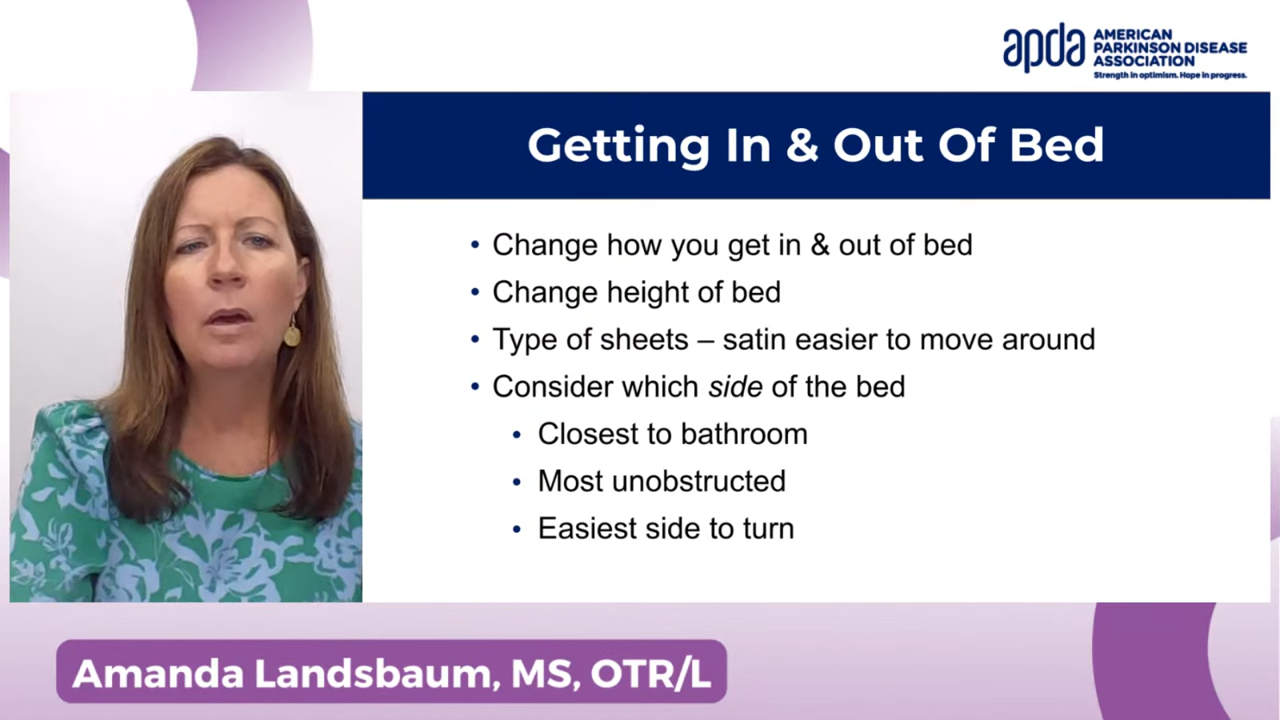 apda AMERICAN
PARKINSON DISEASE
ASSOCIATION
Strength in optimism. Hope in progress.
Getting In & Out Of Bed
• Change how you get in & out of bed
• Change height of bed
• Type of sheets – satin easier to move around
• Consider which side of the bed
• Closest to bathroom
• Most unobstructed
• Easiest side to turn
Amanda Landsbaum, MS, OTR/L